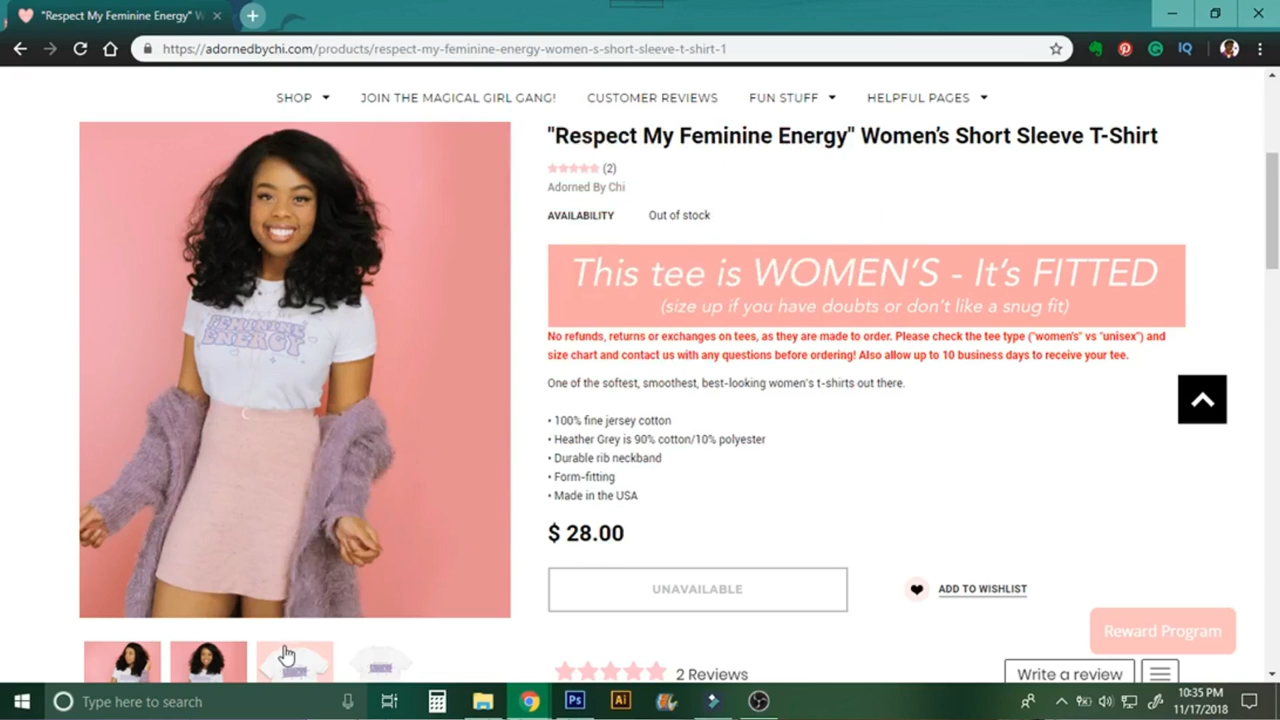 "Respect My Feminine Energy" W
https://adornedbychi.com/products/respect-my-feminine-energy-women-s-short-sleeve-t-shirt-1
SHOP
JOIN THE MAGICAL GIRL GANG!
CUSTOMER REVIEWS
FUN STUFF
HELPFUL PAGES
"Respect My Feminine Energy" Women's Short Sleeve T-Shirt
(2)
Adorned By Chi
AVAILABILITY Out of stock
This tee is WOMEN'S - It's FITTED
(size up if you have doubts or don't like a snug fit)
No refunds, returns or exchanges on tees, as they are made to order. Please check the tee type ("women's" vs "unisex") and
size chart and contact us with any questions before ordering! Also allow up to 10 business days to receive your tee.
One of the softest, smoothest, best-looking women's t-shirts out there.
• 100% fine jersey cotton
• Heather Grey is 90% cotton/10% polyester
• Durable rib neckband
• Form-fitting
• Made in the USA
$ 28.00
UNAVAILABLE
ADD TO WISHLIST
Reward Program
2 Reviews
Write a review
FEMININE
ENERGY
Type here to search
Ps
Ai
IQ
10:35 PM
11/17/2018